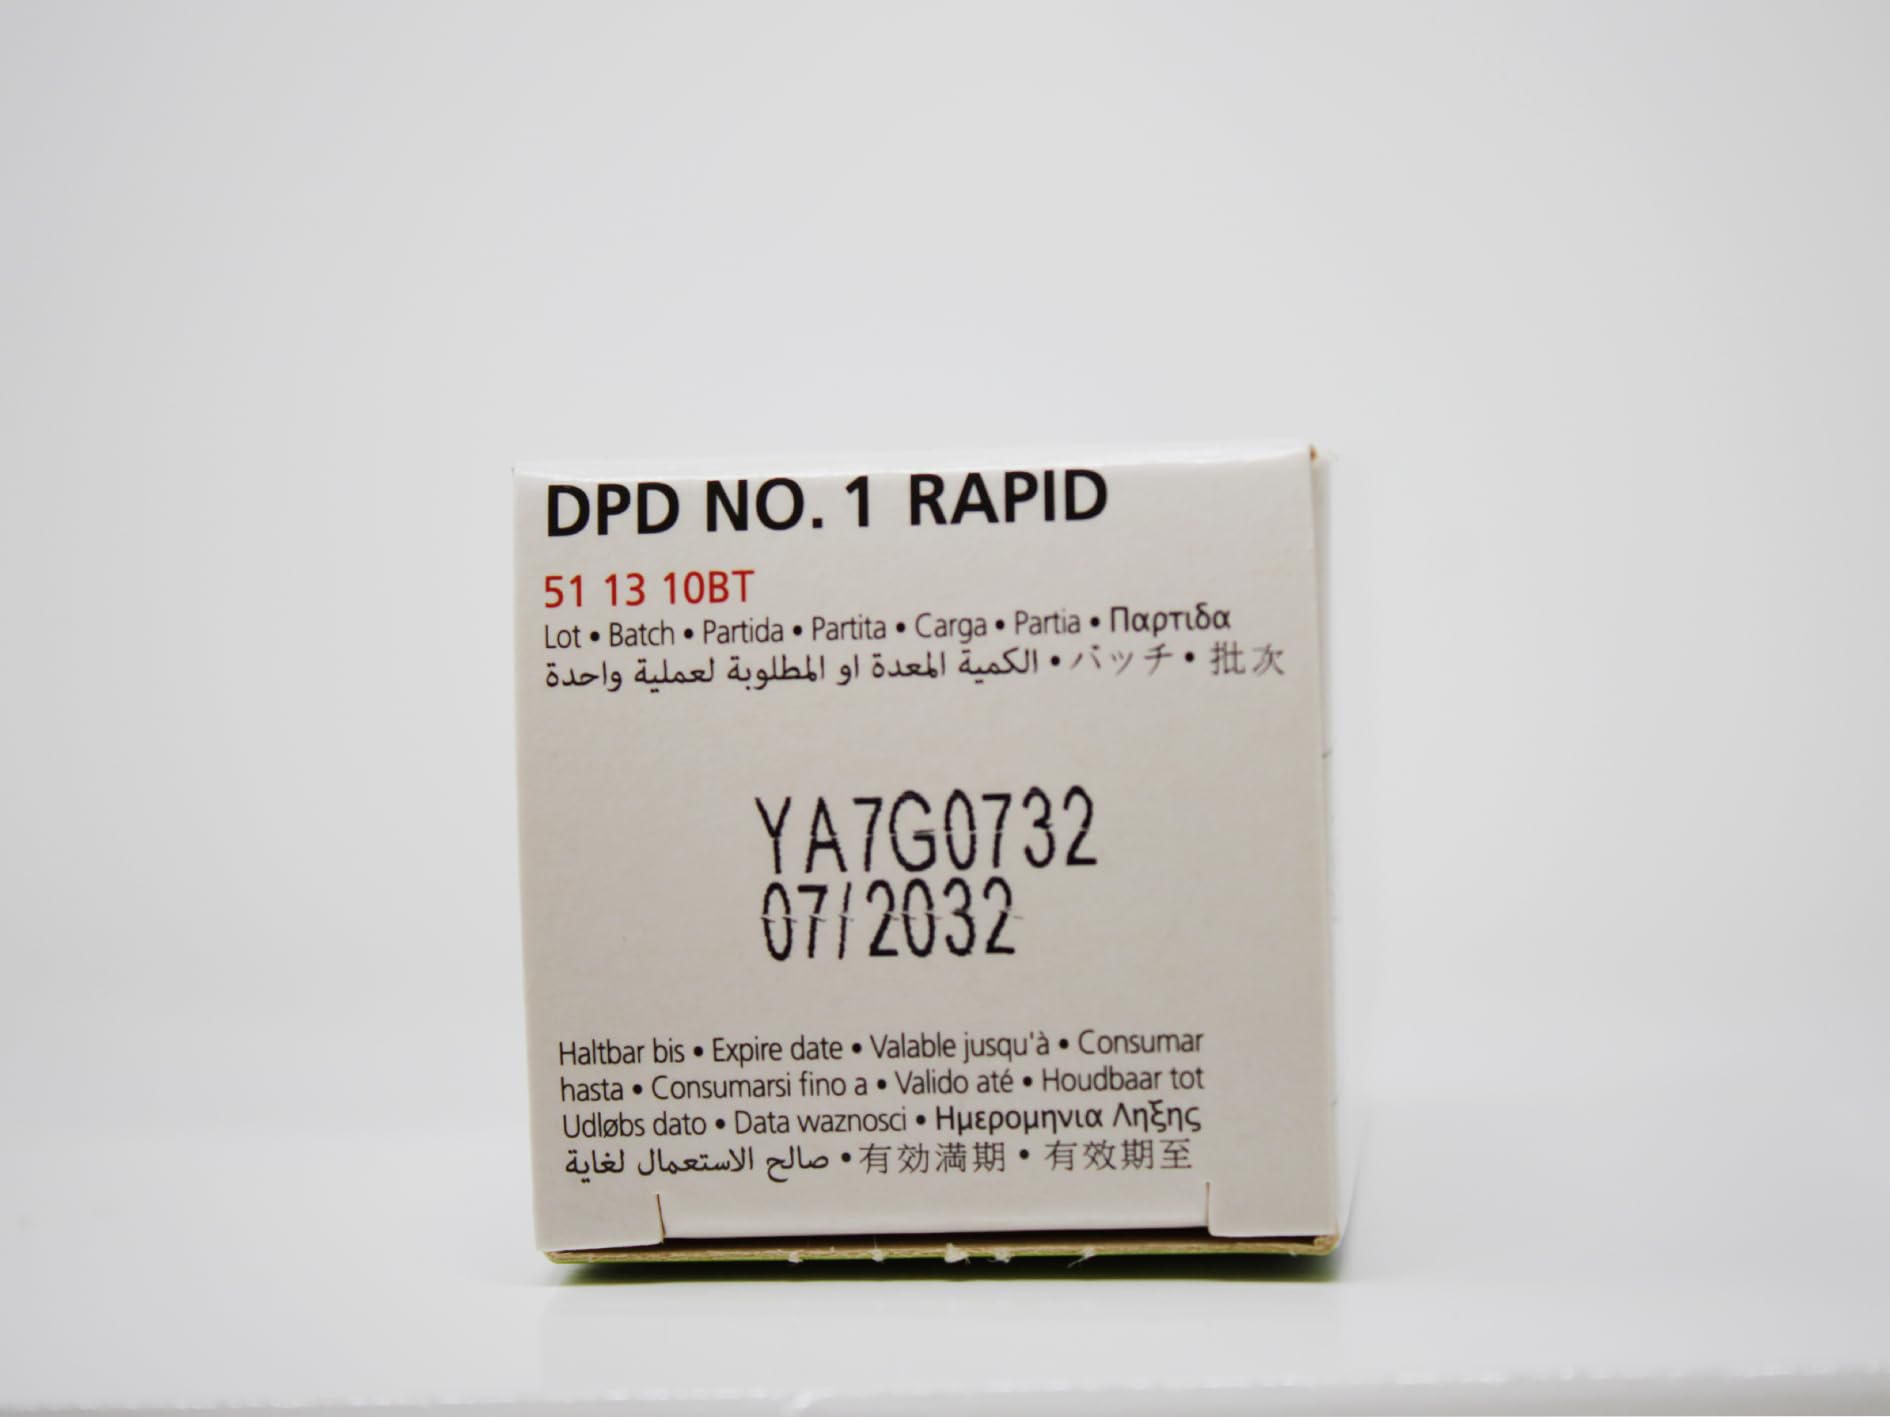 DPD NO. 1 RAPID
51 13 10BT
Lot • Batch • Partida • Partita • Carga • Partia • Παρτιδα
الكمية المعدة او المطلوبة لعملية واحدة • バッチ • 批次
YA7G0732
07/2032
Haltbar bis • Expire date • Valable jusqu'à • Consumar
hasta • Consumarsi fino a • Valido até • Houdbaar tot
Udløbs dato • Data waznosci • Ημερομηνια Ληξης
صالح الاستعمال لغاية • 有効満期 • 有效期至